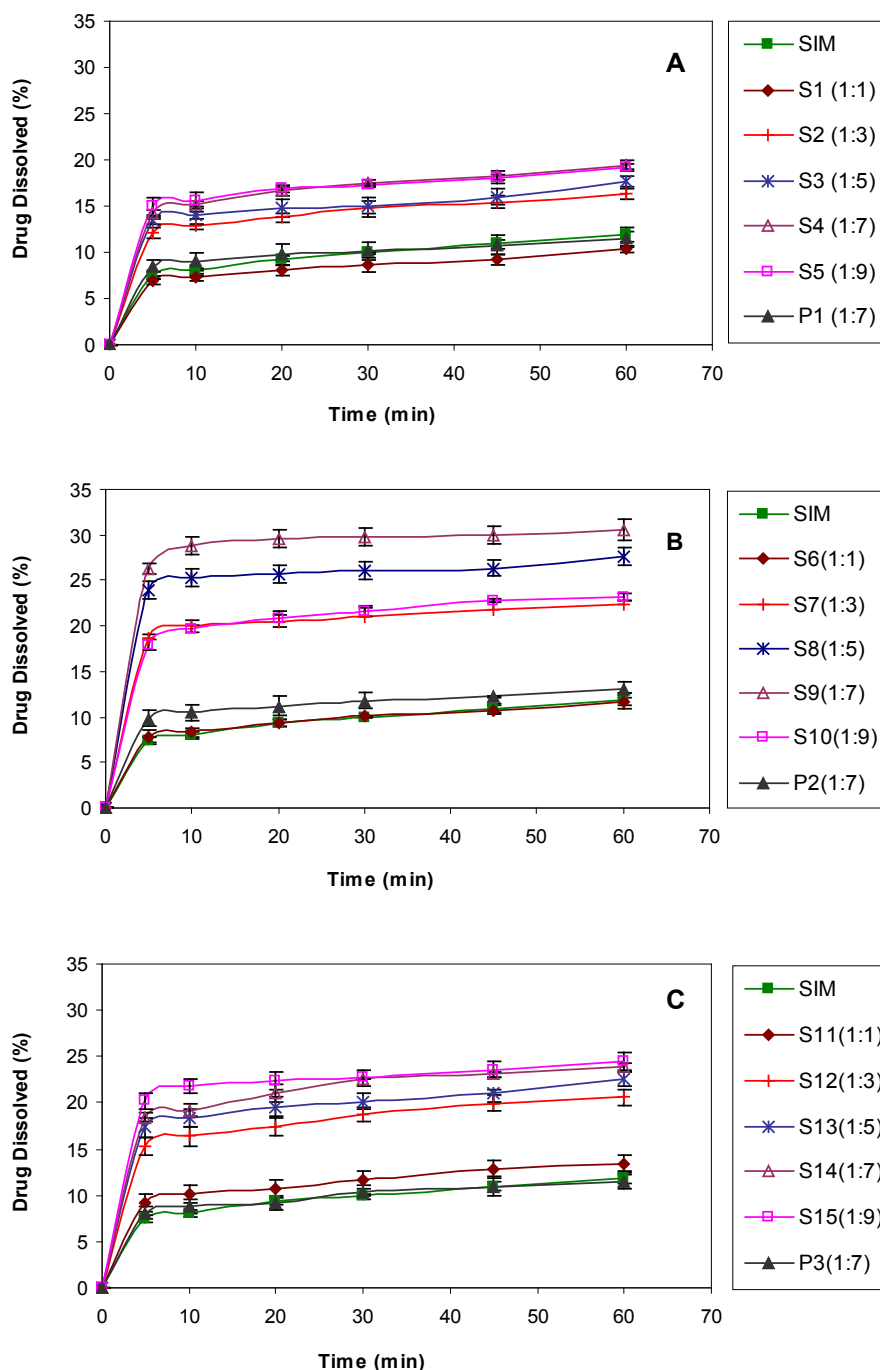 35
30
25
20
15
10
5
0
Drug Dissolved (%)
A
0 10 20 30 40 50 60 70
Time (min)
SIM
S1 (1:1)
S2 (1:3)
S3 (1:5)
S4 (1:7)
S5 (1:9)
P1 (1:7)
35
30
25
20
15
10
5
0
Drug Dissolved (%)
B
0 10 20 30 40 50 60 70
Time (min)
SIM
S6(1:1)
S7(1:3)
S8(1:5)
S9(1:7)
S10(1:9)
P2(1:7)
35
30
25
20
15
10
5
0
Drug Dissolved (%)
C
0 10 20 30 40 50 60 70
Time (min)
SIM
S11(1:1)
S12(1:3)
S13(1:5)
S14(1:7)
S15(1:9)
P3(1:7)